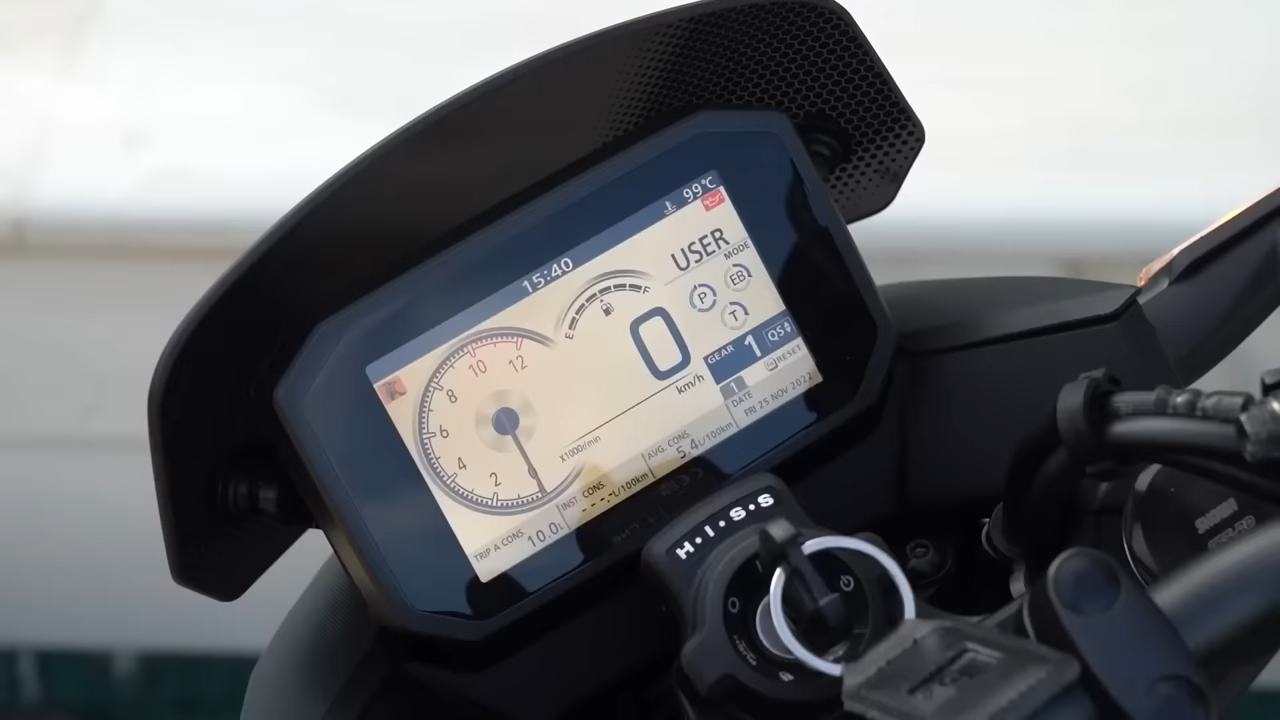 99°C
15:40
USER
MODE
P
EB
T
E
F
0
km/h
GEAR 1 QS
RESET
1
DATE
FRI 25 NOV 2022
12
10
8
6
4
2
X1000r/min
TRIP A CONS.
10.0L
INST. CONS.
---.-L/100km
AVG. CONS.
5.4L/100km
H·I·S·S
PUSH